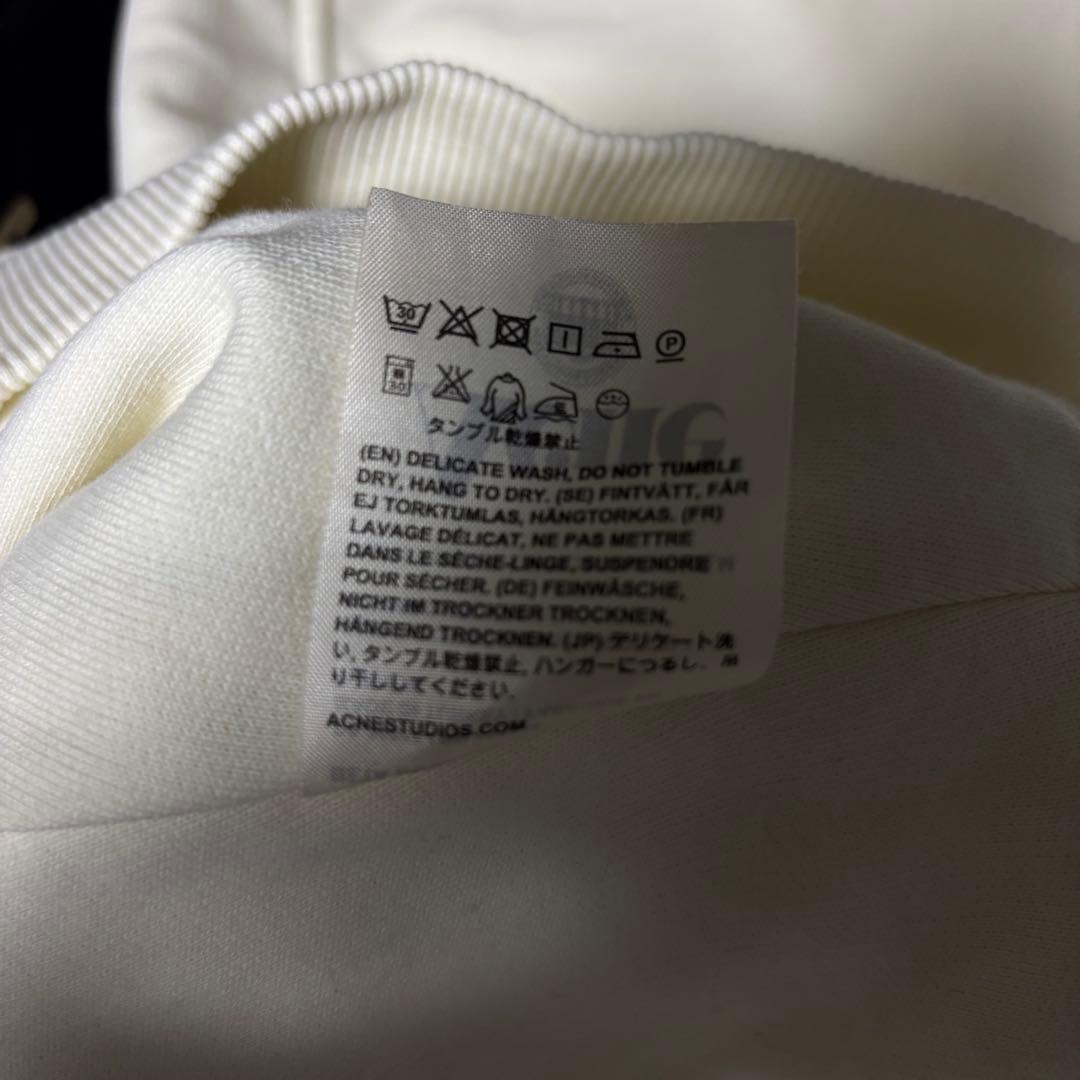 30
P
弱
30
タンブル乾燥禁止
(EN) DELICATE WASH, DO NOT TUMBLE
DRY, HANG TO DRY. (SE) FINTVÄTT, FÅR
EJ TORKTUMLAS, HÄNGTORKAS. (FR)
LAVAGE DÉLICAT, NE PAS METTRE
DANS LE SÈCHE-LINGE, SUSPENDRE
POUR SÉCHER. (DE) FEINWÄSCHE,
NICHT IM TROCKNER TROCKNEN,
HÄNGEND TROCKNEN. (JP) デリケート洗
い, タンブル乾燥禁止, ハンガーにつるし、吊
り干ししてください.
ACNESTUDIOS.COM